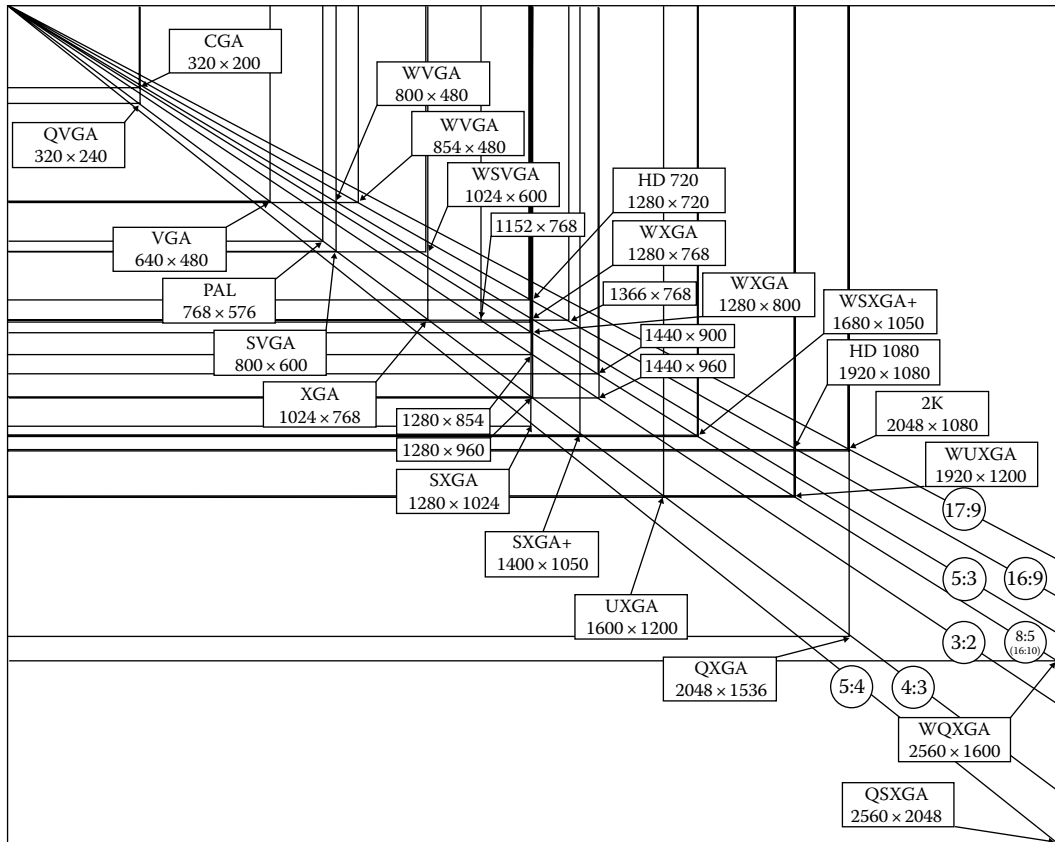 CGA
320 × 200
WVGA
800 × 480
QVGA
320 × 240
WVGA
854 × 480
WSVGA
1024 × 600
HD 720
1280 × 720
1152 × 768
VGA
640 × 480
WXGA
1280 × 768
WXGA
1280 × 800
PAL
768 × 576
1366 × 768
WSXGA+
1680 × 1050
SVGA
800 × 600
1440 × 900
HD 1080
1920 × 1080
1440 × 960
XGA
1024 × 768
1280 × 854
2K
2048 × 1080
1280 × 960
WUXGA
1920 × 1200
SXGA
1280 × 1024
17:9
SXGA+
1400 × 1050
5:3
16:9
UXGA
1600 × 1200
3:2
8:5
(16:10)
QXGA
2048 × 1536
5:4
4:3
WQXGA
2560 × 1600
QSXGA
2560 × 2048